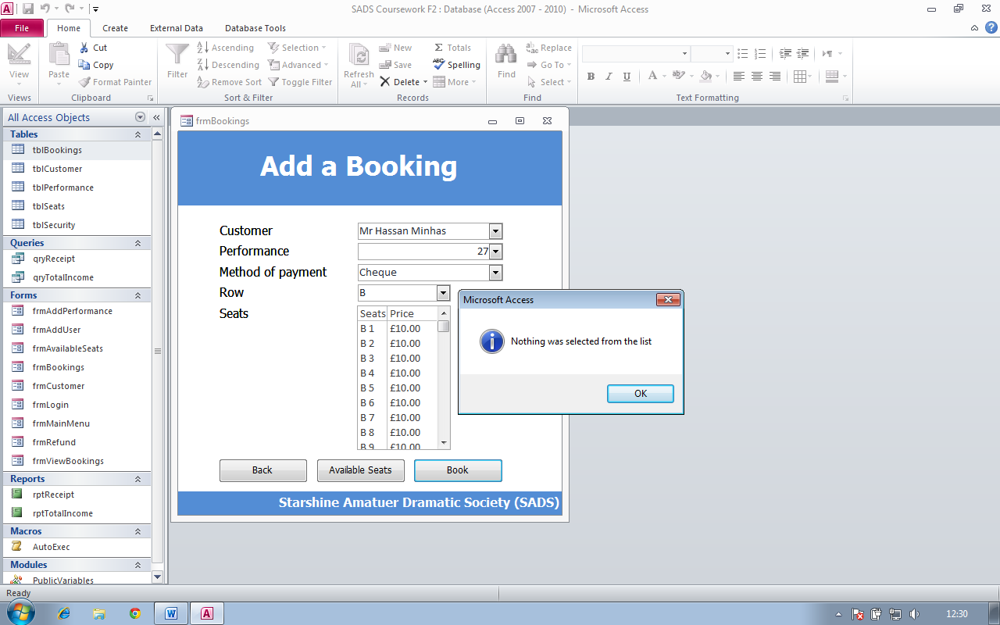 SADS Coursework F2 : Database (Access 2007 - 2010) - Microsoft Access
File Home Create External Data Database Tools
View
Views
Paste
Cut
Copy
Format Painter
Clipboard
Filter
Ascending
Descending
Remove Sort
Selection
Advanced
Toggle Filter
Sort & Filter
Refresh All
New
Save
Delete
Totals
Spelling
More
Records
Find
Replace
Go To
Select
Find
B I U
A
ab
Text Formatting
All Access Objects
Tables
tblBookings
tblCustomer
tblPerformance
tblSeats
tblSecurity
Queries
qryReceipt
qryTotalIncome
Forms
frmAddPerformance
frmAddUser
frmAvailableSeats
frmBookings
frmCustomer
frmLogin
frmMainMenu
frmRefund
frmViewBookings
Reports
rptReceipt
rptTotalIncome
Macros
AutoExec
Modules
PublicVariables
frmBookings
Add a Booking
Customer Mr Hassan Minhas
Performance 27
Method of payment Cheque
Row B
Seats
Seats Price
B 1 £10.00
B 2 £10.00
B 3 £10.00
B 4 £10.00
B 5 £10.00
B 6 £10.00
B 7 £10.00
B 8 £10.00
B 9 £10.00
Back Available Seats Book
Starshine Amatuer Dramatic Society (SADS)
Microsoft Access
Nothing was selected from the list
OK
Ready
12:30